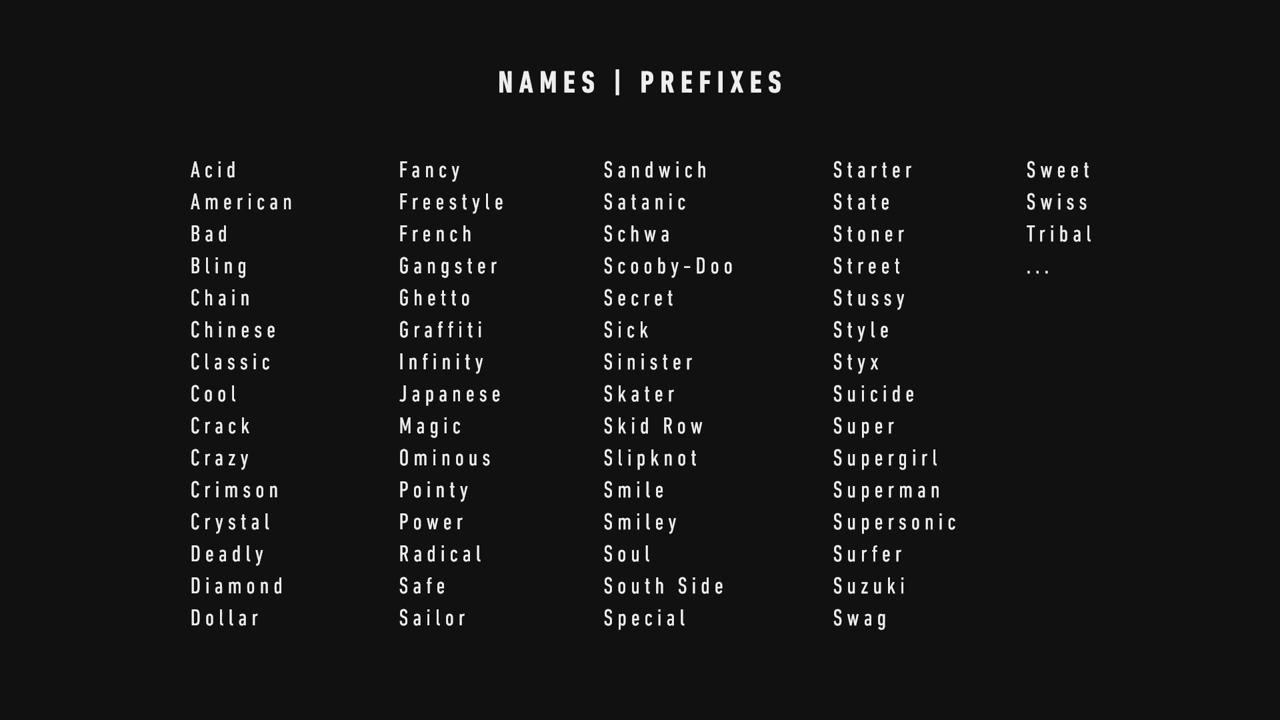 NAMES | PREFIXES
Acid
American
Bad
Bling
Chain
Chinese
Classic
Cool
Crack
Crazy
Crimson
Crystal
Deadly
Diamond
Dollar
Fancy
Freestyle
French
Gangster
Ghetto
Graffiti
Infinity
Japanese
Magic
Ominous
Pointy
Power
Radical
Safe
Sailor
Sandwich
Satanic
Schwa
Scooby-Doo
Secret
Sick
Sinister
Skater
Skid Row
Slipknot
Smile
Smiley
Soul
South Side
Special
Starter
State
Stoner
Street
Stussy
Style
Styx
Suicide
Super
Supergirl
Superman
Supersonic
Surfer
Suzuki
Swag
Sweet
Swiss
Tribal
...